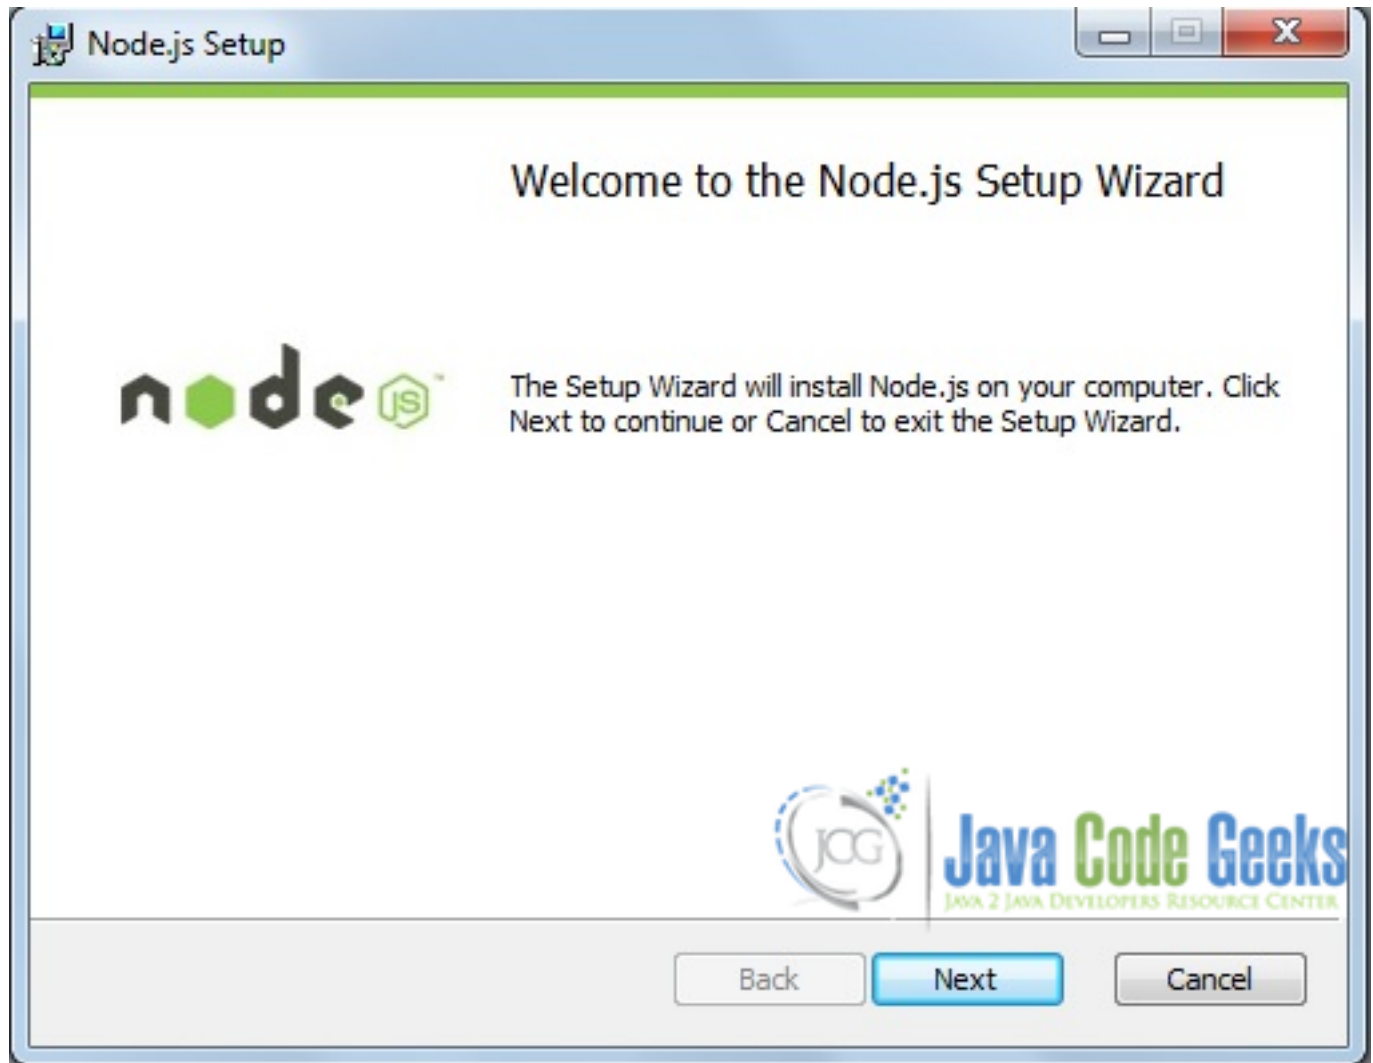 Node.js Setup
Welcome to the Node.js Setup Wizard
node JS™
The Setup Wizard will install Node.js on your computer. Click
Next to continue or Cancel to exit the Setup Wizard.
JCG
Java Code Geeks
JAVA 2 JAVA DEVELOPERS RESOURCE CENTER
Back
Next
Cancel